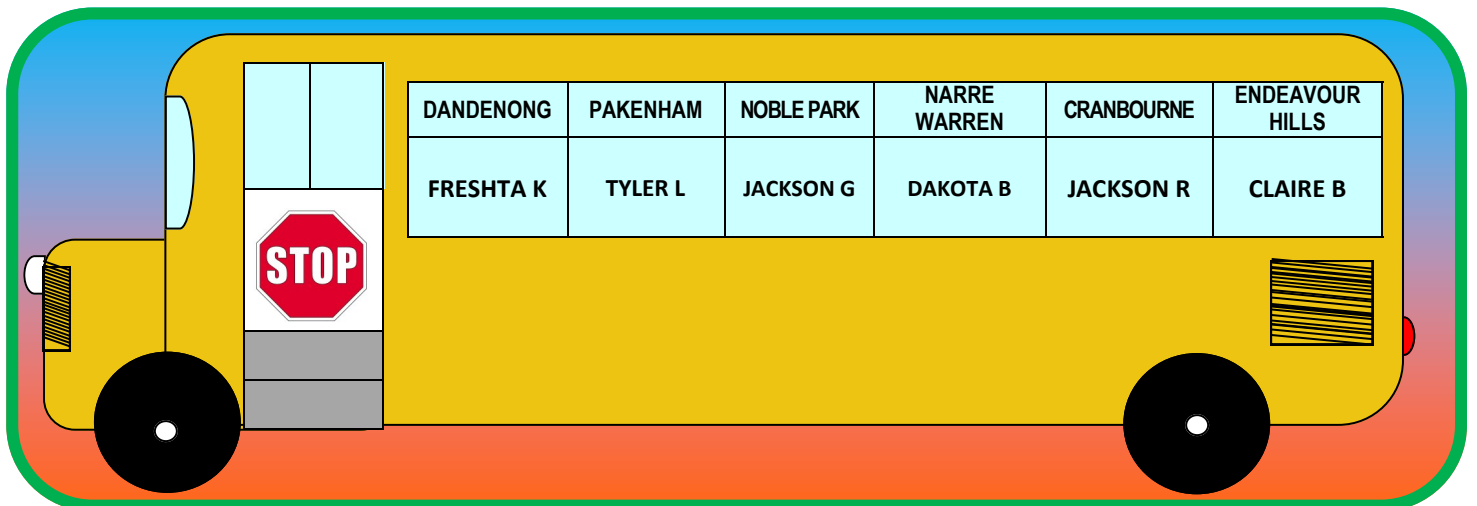 DANDENONG PAKENHAM NOBLE PARK NARRE WARREN CRANBOURNE ENDEAVOUR HILLS
FRESHTA K TYLER L JACKSON G DAKOTA B JACKSON R CLAIRE B
STOP